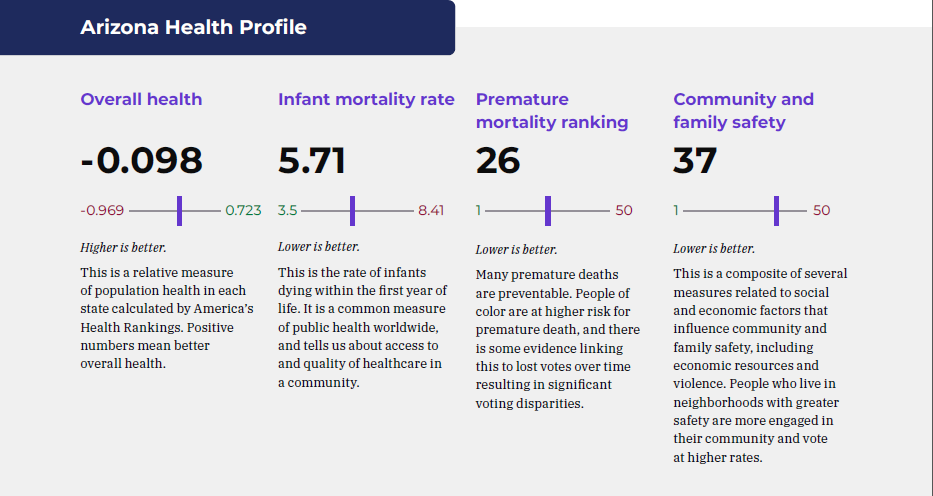 Arizona Health Profile
Overall health
-0.098
-0.969 0.723
Higher is better.
This is a relative measure
of population health in each
state calculated by America’s
Health Rankings. Positive
numbers mean better
overall health.
Infant mortality rate
5.71
3.5 8.41
Lower is better.
This is the rate of infants
dying within the first year of
life. It is a common measure
of public health worldwide,
and tells us about access to
and quality of healthcare in
a community.
Premature
mortality ranking
26
1 50
Lower is better.
Many premature deaths
are preventable. People of
color are at higher risk for
premature death, and there
is some evidence linking
this to lost votes over time
resulting in significant
voting disparities.
Community and
family safety
37
1 50
Lower is better.
This is a composite of several
measures related to social
and economic factors that
influence community and
family safety, including
economic resources and
violence. People who live in
neighborhoods with greater
safety are more engaged in
their community and vote
at higher rates.